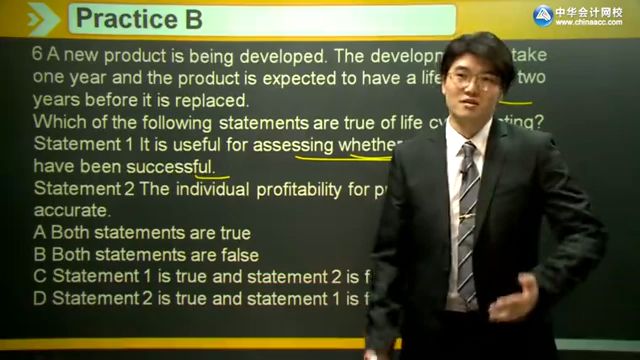 Practice B
中华会计网校
www.chinaacc.com
6 A new product is being developed. The take
one year and the product is expected to have a two
years before it is replaced.
Which of the following statements are true of life
Statement 1 It is useful for assessing whether
have been successful.
Statement 2 The individual profitability for
accurate.
A Both statements are true
B Both statements are false
C Statement 1 is true and statement 2 is
D Statement 2 is true and statement 1 is